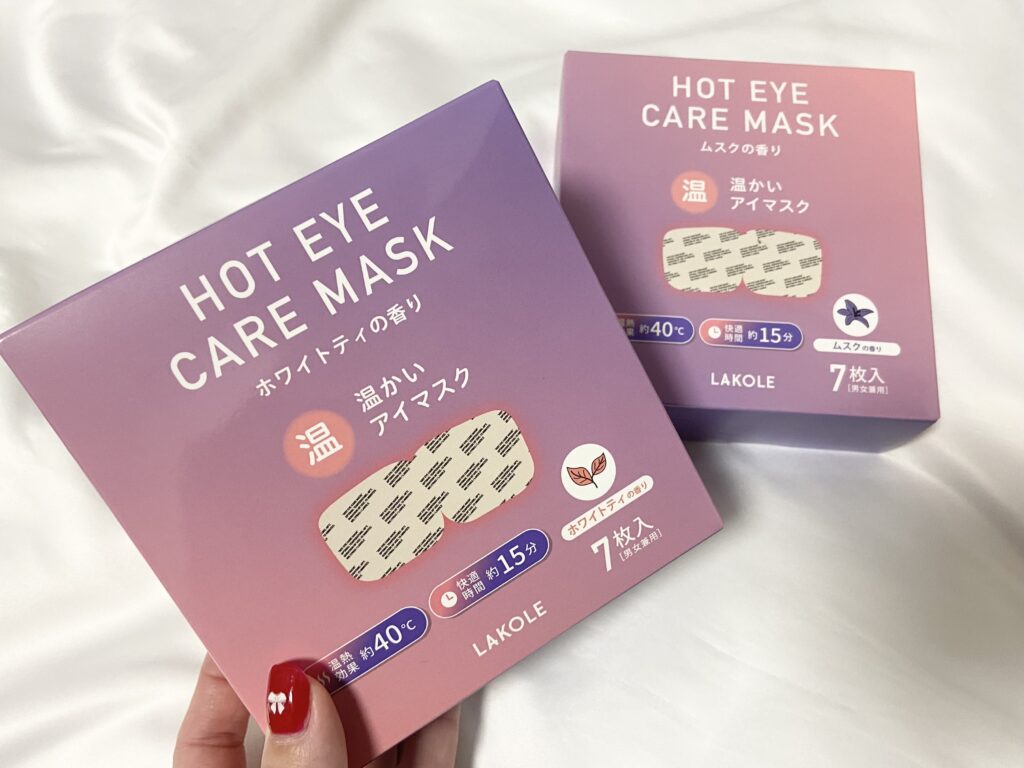 HOT EYE
CARE MASK
ホワイトティの香り
温
温かい
アイマスク
ホワイトティの香り
7枚入
[男女兼用]
温熱
効果
約40℃
快適
時間
約15分
LAKOLE
HOT EYE
CARE MASK
ムスクの香り
温
温かい
アイマスク
約40℃
快適
時間
約15分
ムスクの香り
7枚入
[男女兼用]
LAKOLE